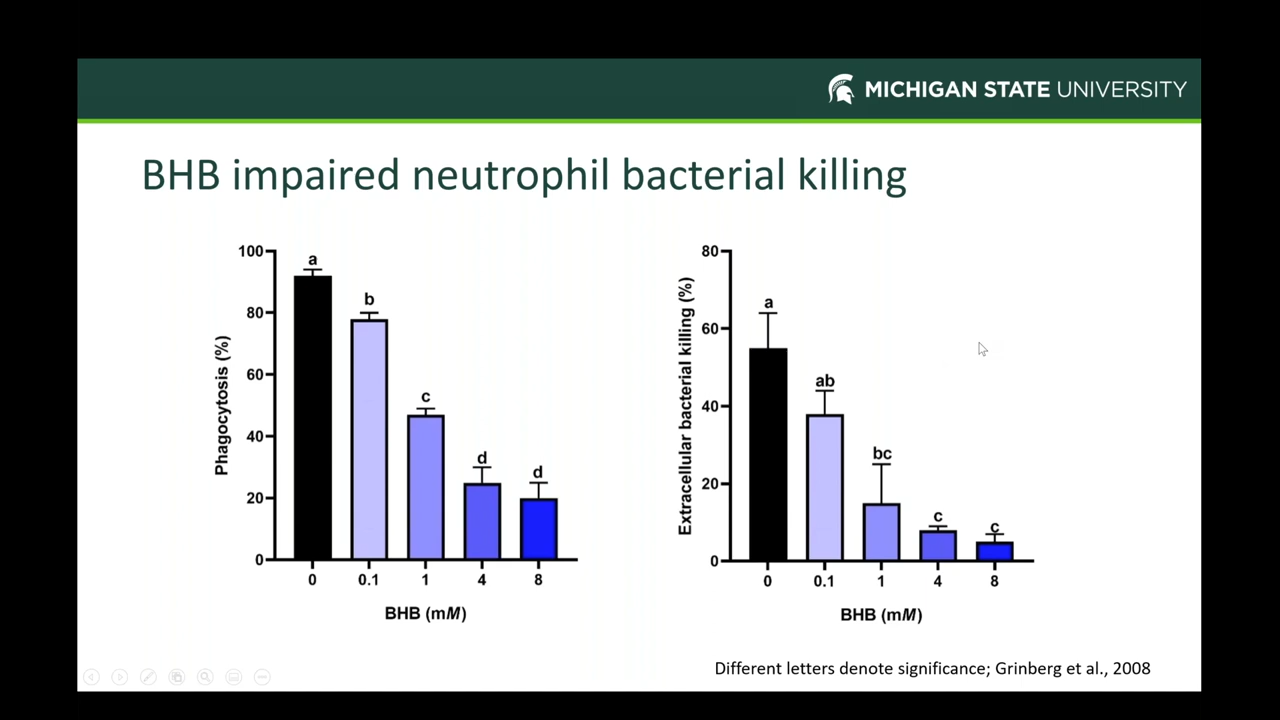 MICHIGAN STATE UNIVERSITY
BHB impaired neutrophil bacterial killing
100
80
60
40
20
0
Phagocytosis (%)
a
b
c
d
d
0 0.1 1 4 8
BHB (mM)
80
60
40
20
0
Extracellular bacterial killing (%)
a
ab
bc
c
c
0 0.1 1 4 8
BHB (mM)
Different letters denote significance; Grinberg et al., 2008